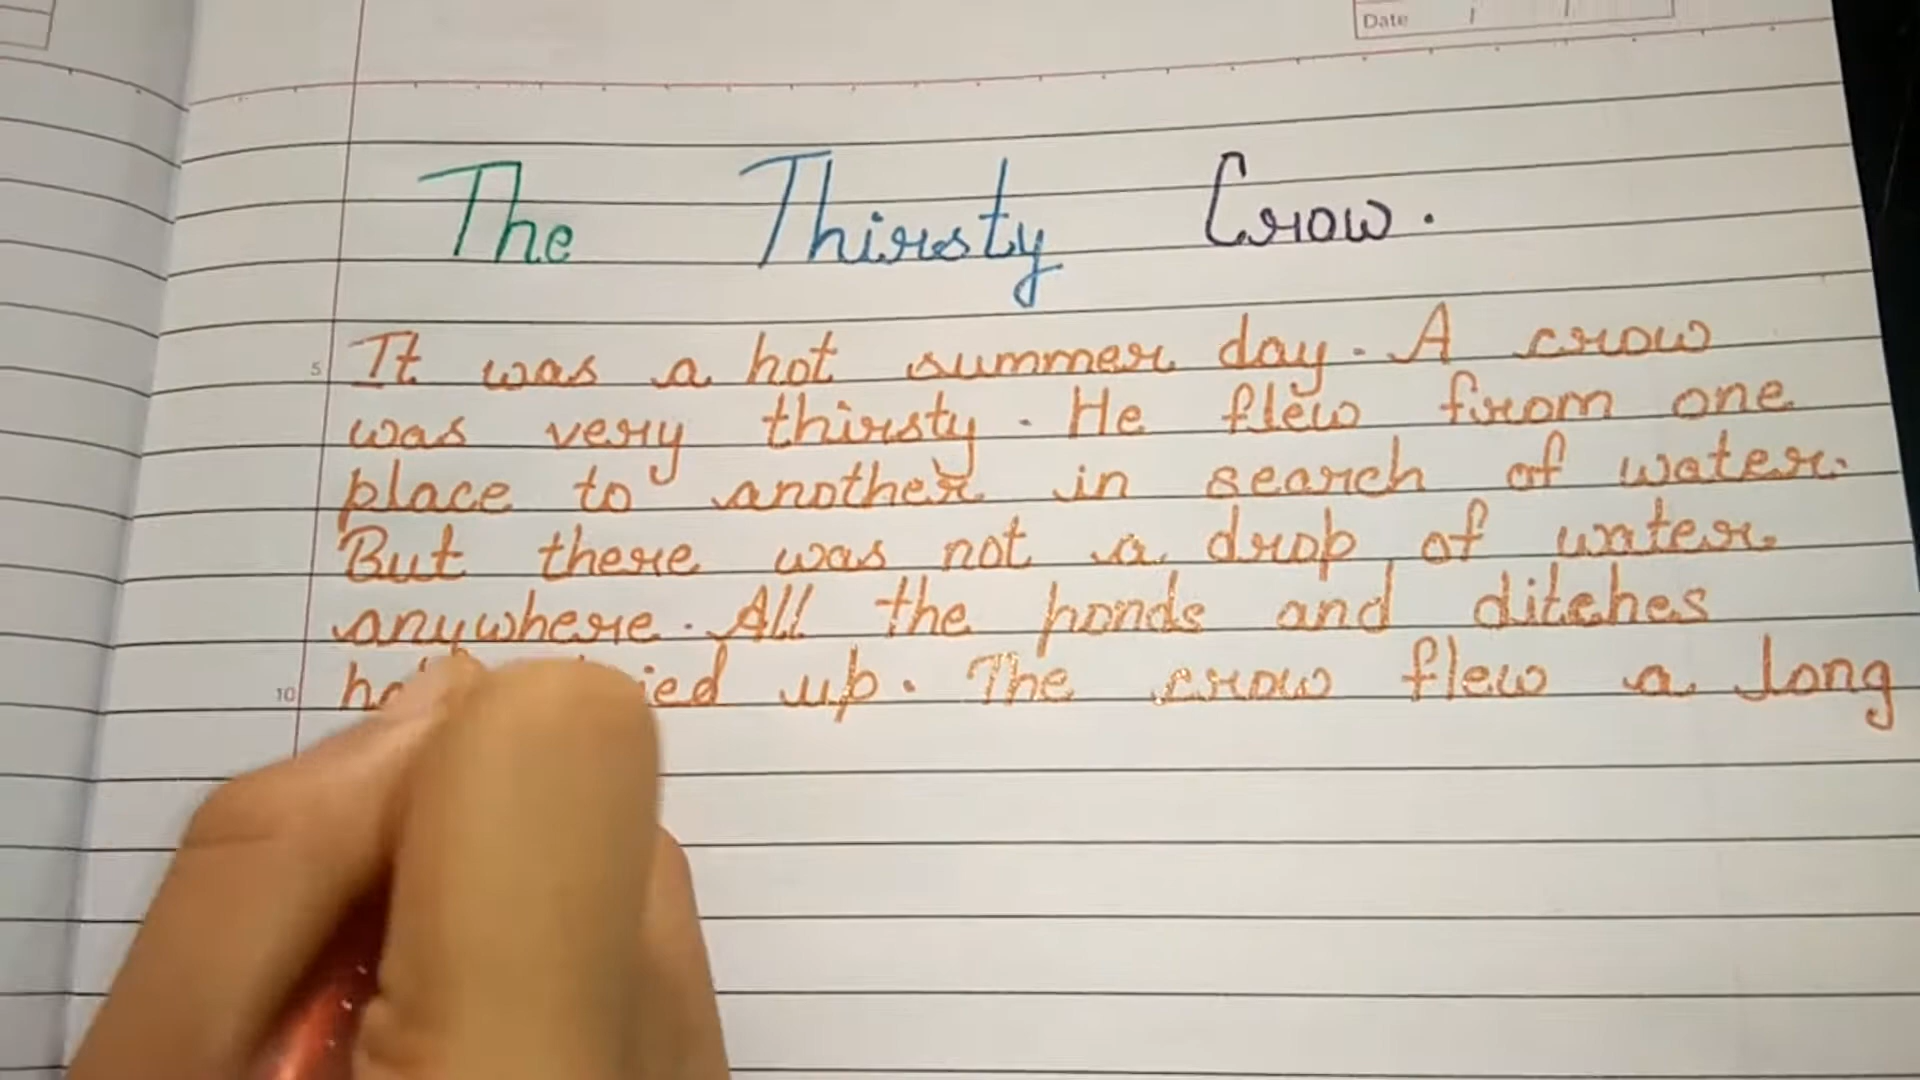 Date
The Thirsty Crow.
5
It was a hot summer day. A crow
was very thirsty. He flew from one
place to another in search of water.
But there was not a drop of water
anywhere. All the ponds and ditches
10
up. The crow flew a long